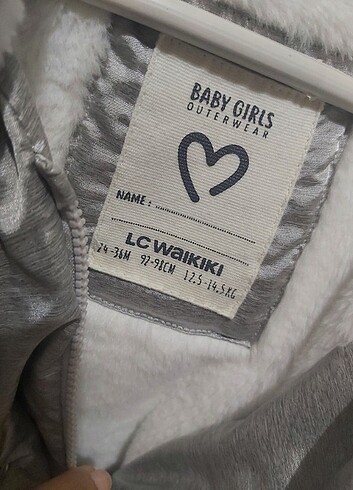 BABY GIRLS
OUTERWEAR
NAME :
LC WAIKIKI
24-36M 92-98CM 12.5-14.5KG